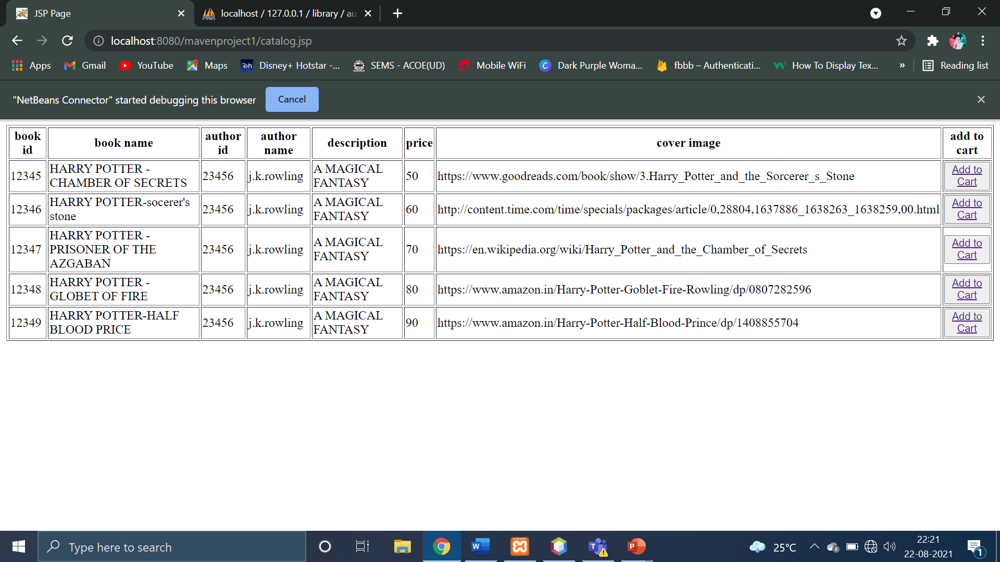 JSP Page
localhost / 127.0.0.1 / library / au
localhost:8080/mavenproject1/catalog.jsp
Apps
Gmail
YouTube
Maps
Disney+ Hotstar -...
SEMS - ACOE(UD)
Mobile WiFi
Dark Purple Woma...
fbbb – Authenticati...
How To Display Tex...
»
Reading list
"NetBeans Connector" started debugging this browser
Cancel
book
id
book name
author
id
author
name
description
price
cover image
add to
cart
12345
HARRY POTTER -
CHAMBER OF SECRETS
23456
j.k.rowling
A MAGICAL
FANTASY
50
https://www.goodreads.com/book/show/3.Harry_Potter_and_the_Sorcerer_s_Stone
Add to
Cart
12346
HARRY POTTER-socerer's
stone
23456
j.k.rowling
A MAGICAL
FANTASY
60
http://content.time.com/time/specials/packages/article/0,28804,1637886_1638263_1638259,00.html
Add to
Cart
12347
HARRY POTTER -
PRISONER OF THE
AZGABAN
23456
j.k.rowling
A MAGICAL
FANTASY
70
https://en.wikipedia.org/wiki/Harry_Potter_and_the_Chamber_of_Secrets
Add to
Cart
12348
HARRY POTTER -
GLOBET OF FIRE
23456
j.k.rowling
A MAGICAL
FANTASY
80
https://www.amazon.in/Harry-Potter-Goblet-Fire-Rowling/dp/0807282596
Add to
Cart
12349
HARRY POTTER-HALF
BLOOD PRICE
23456
j.k.rowling
A MAGICAL
FANTASY
90
https://www.amazon.in/Harry-Potter-Half-Blood-Prince/dp/1408855704
Add to
Cart
Type here to search
25°C
22:21
22-08-2021
1